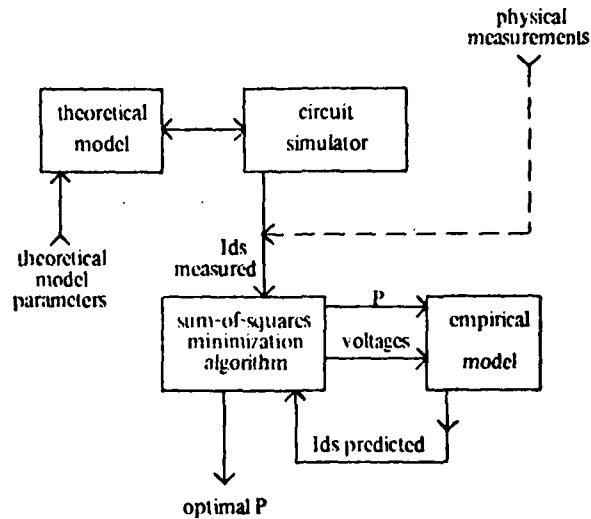 physical
measurements
theoretical
model
circuit
simulator
theoretical
model
parameters
Ids
measured
sum-of-squares
minimization
algorithm
P
voltages
empirical
model
Ids predicted
optimal P